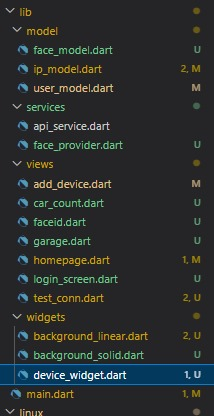 lib
model
face_model.dart U
ip_model.dart 2, M
user_model.dart M
services
api_service.dart
face_provider.dart U
views
add_device.dart M
car_count.dart U
faceid.dart U
garage.dart U
homepage.dart 1, M
login_screen.dart U
test_conn.dart 2, U
widgets
background_linear.dart 2, U
background_solid.dart U
device_widget.dart 1, U
main.dart 1, M
linux